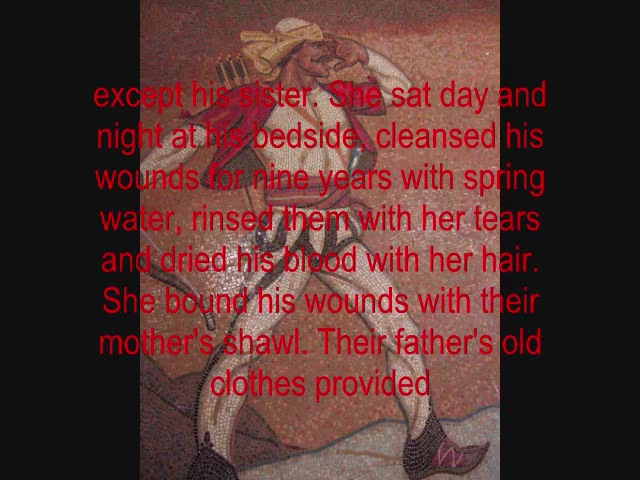 except his sister. She sat day and
night at his bedside, cleansed his
wounds for nine years with spring
water, rinsed them with her tears
and dried his blood with her hair.
She bound his wounds with their
mother's shawl. Their father's old
clothes provided